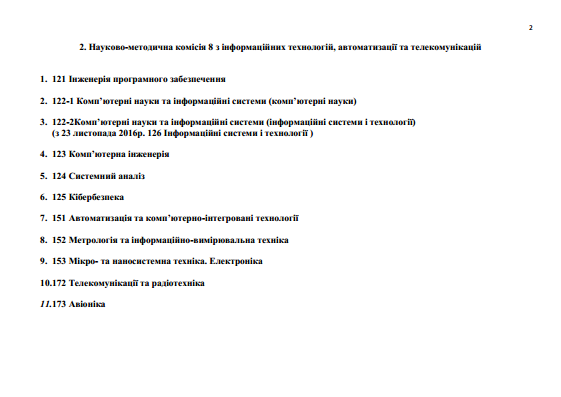 2
2. Науково-методична комісія 8 з інформаційних технологій, автоматизації та телекомунікацій
1. 121 Інженерія програмного забезпечення
2. 122-1 Комп’ютерні науки та інформаційні системи (комп’ютерні науки)
3. 122-2Комп’ютерні науки та інформаційні системи (інформаційні системи і технології)
(з 23 листопада 2016р. 126 Інформаційні системи і технології )
4. 123 Комп’ютерна інженерія
5. 124 Системний аналіз
6. 125 Кібербезпека
7. 151 Автоматизація та комп’ютерно-інтегровані технології
8. 152 Метрологія та інформаційно-вимірювальна техніка
9. 153 Мікро- та наносистемна техніка. Електроніка
10.172 Телекомунікації та радіотехніка
11.173 Авіоніка